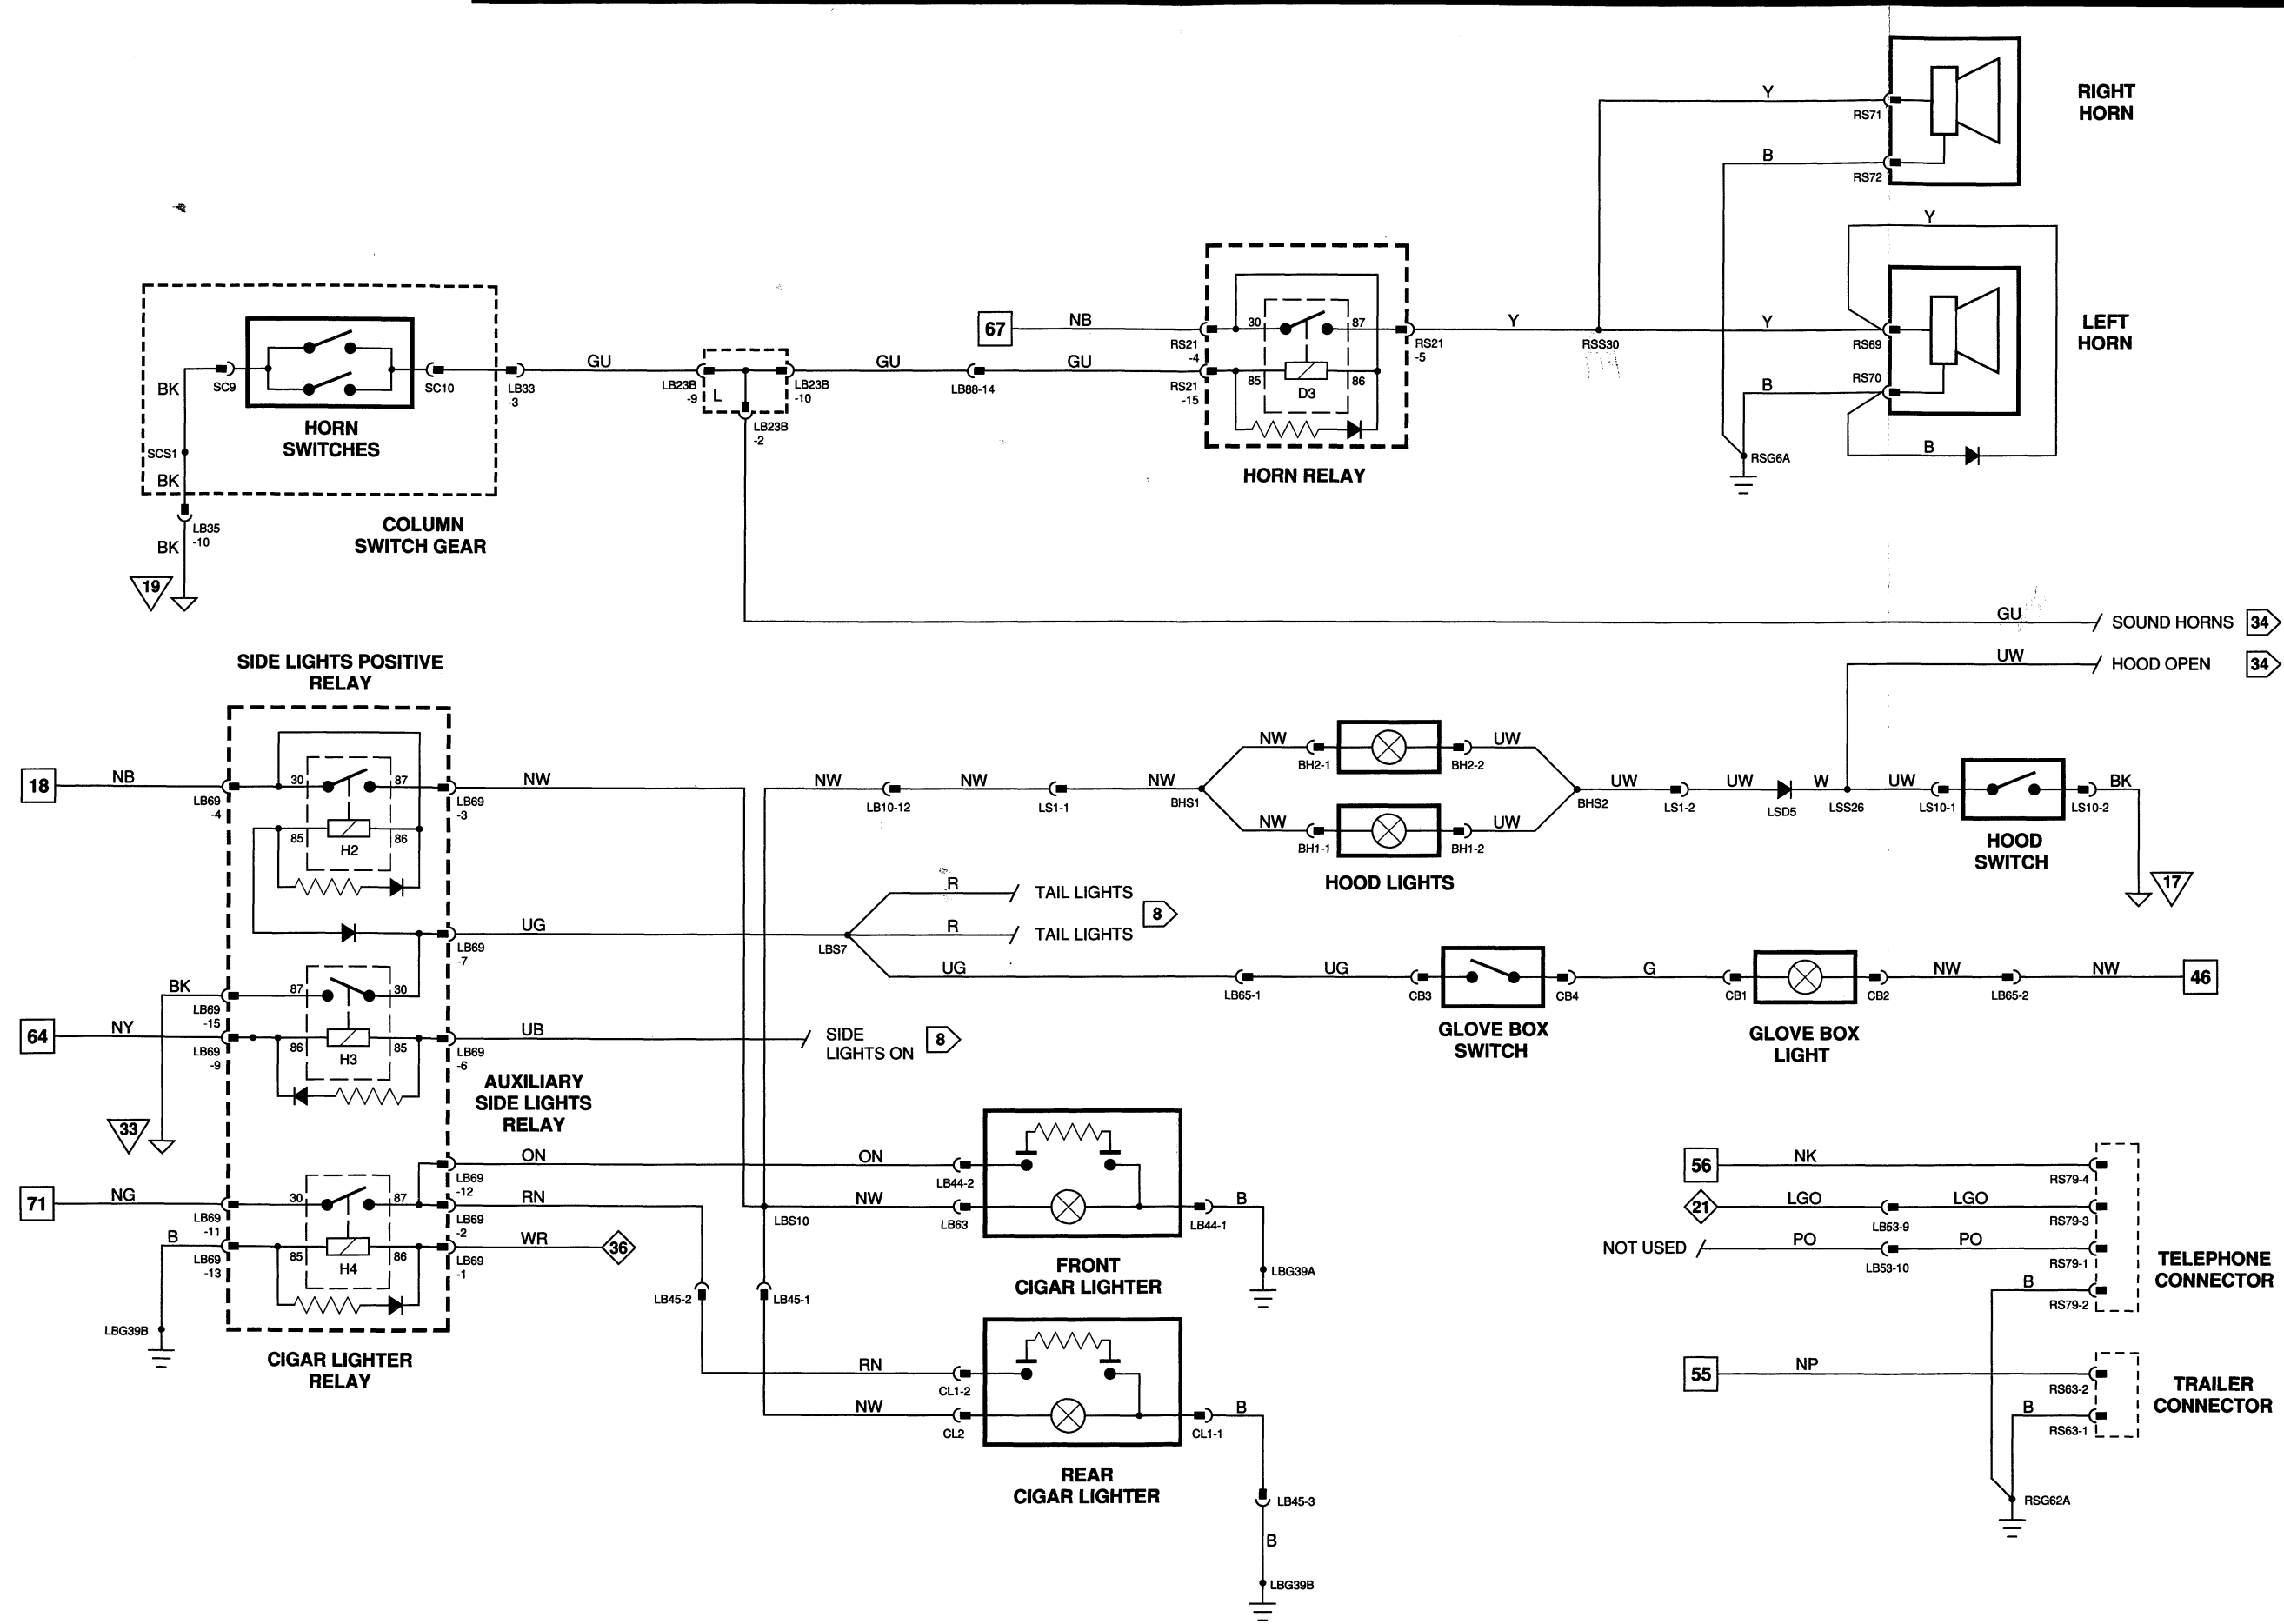 Y
RS71
B
RS72
RIGHT
HORN
Y
67
NB
RS21
-4
30
87
RS21
-5
85
86
D3
RS21
-15
HORN RELAY
Y
RSS30
Y
RS69
RS70
B
B
RSG6A
LEFT
HORN
BK
SC9
SC10
HORN
SWITCHES
SCS1
BK
LB35
-10
BK
19
COLUMN
SWITCH GEAR
LB33
-3
GU
LB23B
-9
L
LB23B
-10
LB23B
-2
GU
LB88-14
GU
GU
SOUND HORNS
34
UW
HOOD OPEN
34
SIDE LIGHTS POSITIVE
RELAY
18
NB
LB69
-4
30
87
LB69
-3
85
86
H2
NW
NW
LB10-12
NW
LS1-1
NW
BHS1
NW
BH2-1
BH2-2
UW
NW
BH1-1
BH1-2
UW
HOOD LIGHTS
BHS2
UW
LS1-2
UW
LSD5
W
LSS26
UW
LS10-1
LS10-2
BK
HOOD
SWITCH
17
LB69
-7
UG
LBS7
R
TAIL LIGHTS
R
TAIL LIGHTS
8
UG
LB65-1
UG
CB3
CB4
GLOVE BOX
SWITCH
G
CB1
CB2
GLOVE BOX
LIGHT
NW
LB65-2
NW
46
BK
LB69
-15
87
30
64
NY
LB69
-9
86
85
H3
LB69
-6
UB
SIDE
LIGHTS ON
8
AUXILIARY
SIDE LIGHTS
RELAY
33
71
NG
LB69
-11
30
87
LB69
-12
ON
ON
LB44-2
LB69
-2
RN
B
LB69
-13
85
86
H4
LB69
-1
WR
36
LBG39B
CIGAR LIGHTER
RELAY
LB45-2
LB45-1
LBS10
NW
LB63
LB44-1
B
LBG39A
FRONT
CIGAR LIGHTER
RN
CL1-2
NW
CL2
CL1-1
B
REAR
CIGAR LIGHTER
LB45-3
B
LBG39B
56
NK
RS79-4
21
LGO
LB53-9
LGO
RS79-3
NOT USED
PO
LB53-10
PO
RS79-1
B
RS79-2
TELEPHONE
CONNECTOR
55
NP
RS63-2
B
RS63-1
TRAILER
CONNECTOR
RSG62A